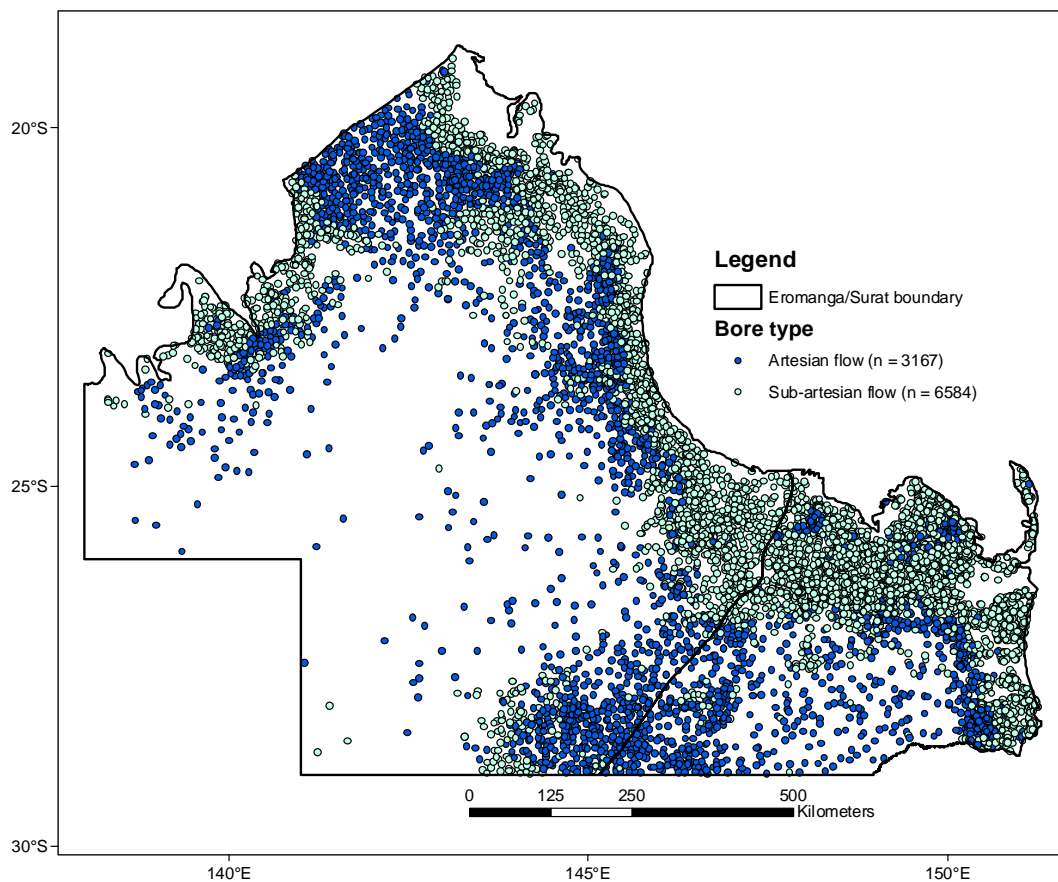 20°S
25°S
30°S
140°E
145°E
150°E
Legend
Eromanga/Surat boundary
Bore type
Artesian flow (n = 3167)
Sub-artesian flow (n = 6584)
0 125 250 500
Kilometers